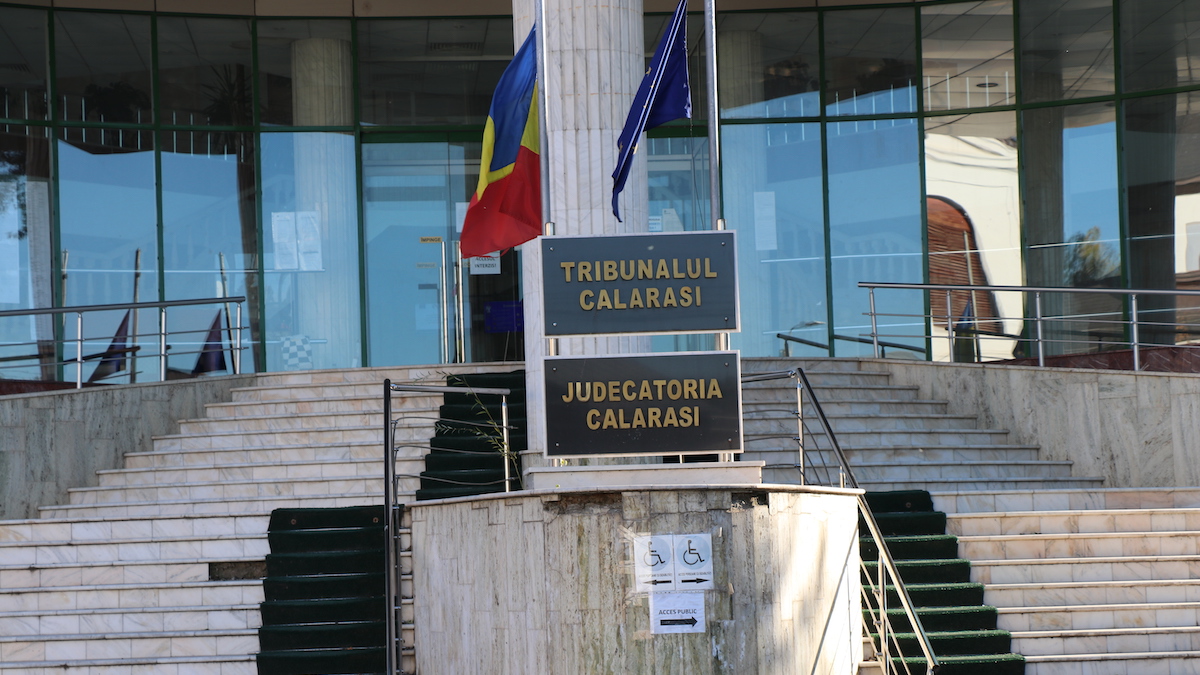 TRIBUNALUL
CALARASI
JUDECATORIA
CALARASI
ACCES PUBLIC